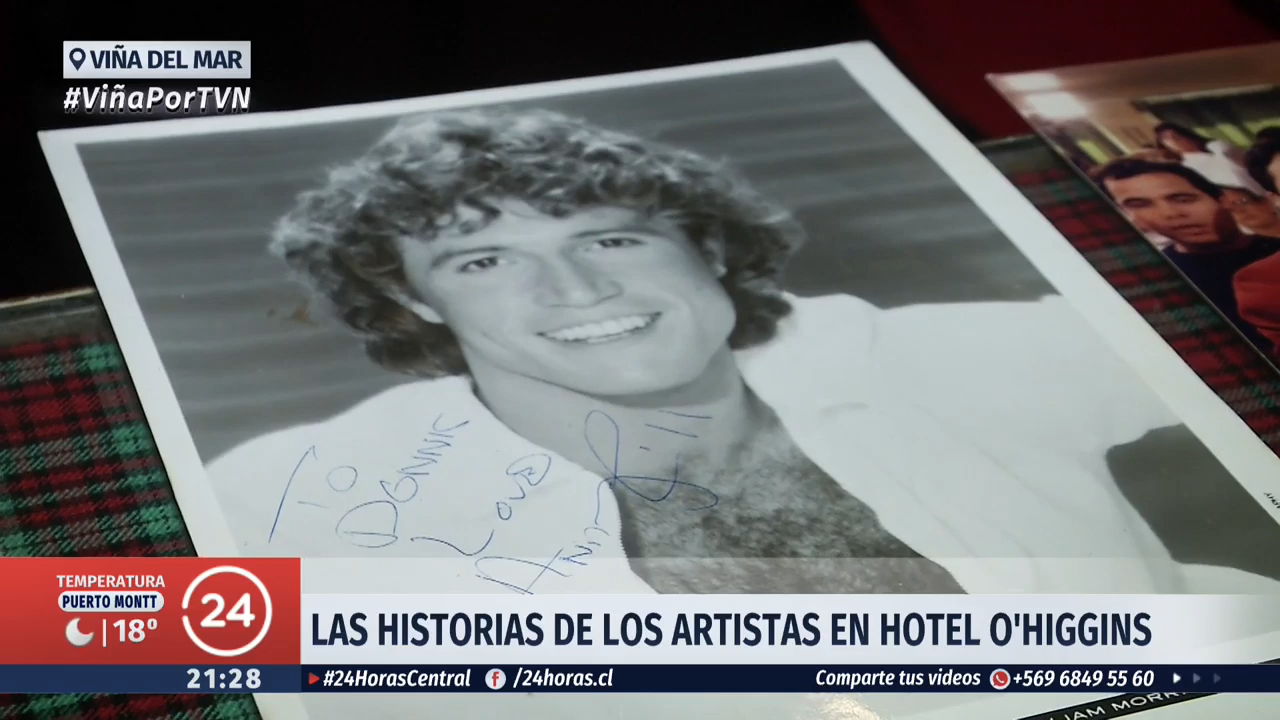 VIÑA DEL MAR
#ViñaPorTVN
To
Donnie
Love
TEMPERATURA
PUERTO MONTT
18º
24
LAS HISTORIAS DE LOS ARTISTAS EN HOTEL O'HIGGINS
21:28
#24HorasCentral
/24horas.cl
Comparte tus videos
+569 6849 55 60